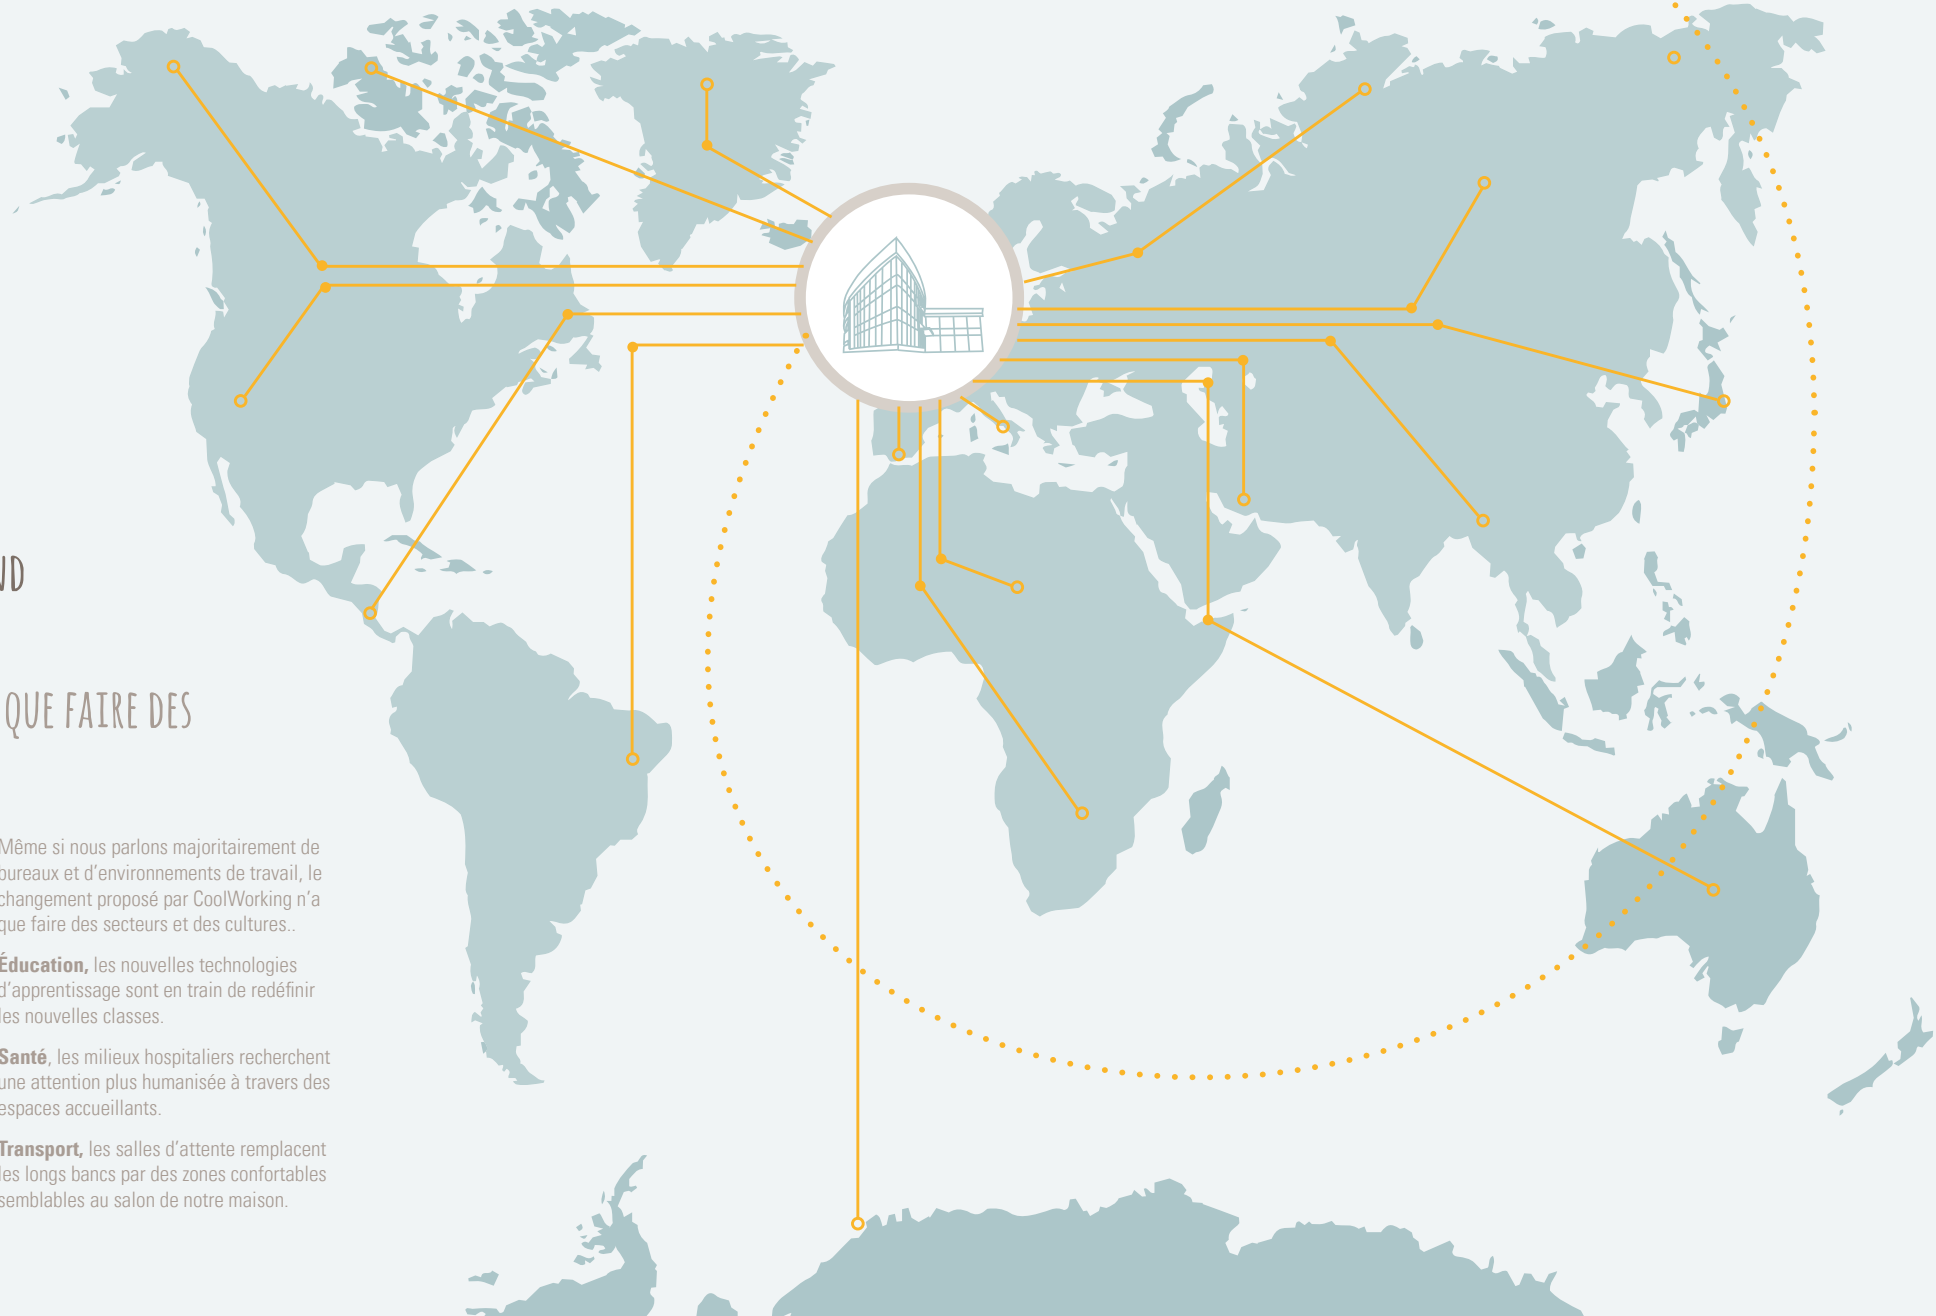 ND
QUE FAIRE DES
Même si nous parlons majoritairement de
bureaux et d'environnements de travail, le
changement proposé par CoolWorking n'a
que faire des secteurs et des cultures..
Éducation, les nouvelles technologies
d'apprentissage sont en train de redéfinir
les nouvelles classes.
Santé, les milieux hospitaliers recherchent
une attention plus humanisée à travers des
espaces accueillants.
Transport, les salles d'attente remplacent
les longs bancs par des zones confortables
semblables au salon de notre maison.